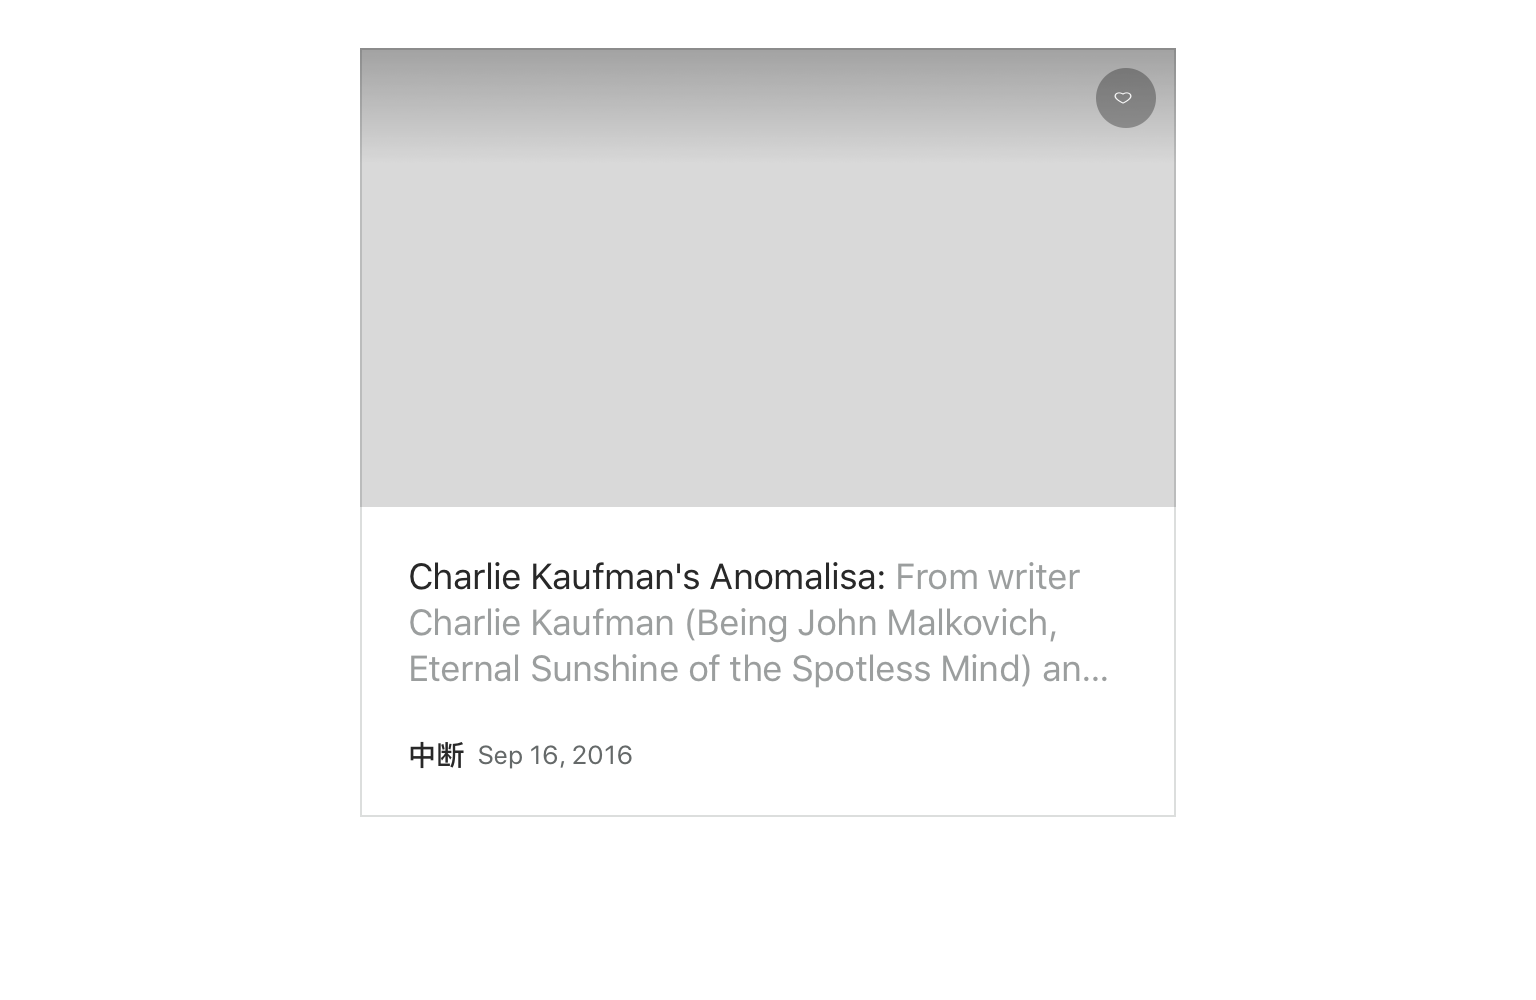 Charlie Kaufman's Anomalisa: From writer
Charlie Kaufman (Being John Malkovich,
Eternal Sunshine of the Spotless Mind) an...
中断 Sep 16, 2016